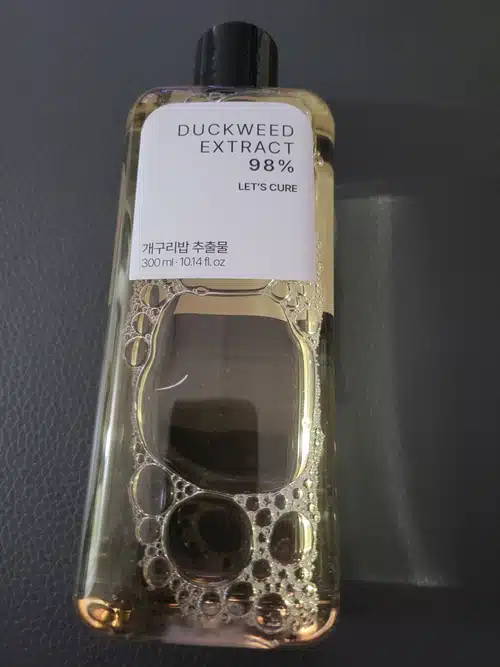 DUCKWEED
EXTRACT
98%
LET'S CURE
개구리밥 추출물
300 ml · 10.14 fl. oz